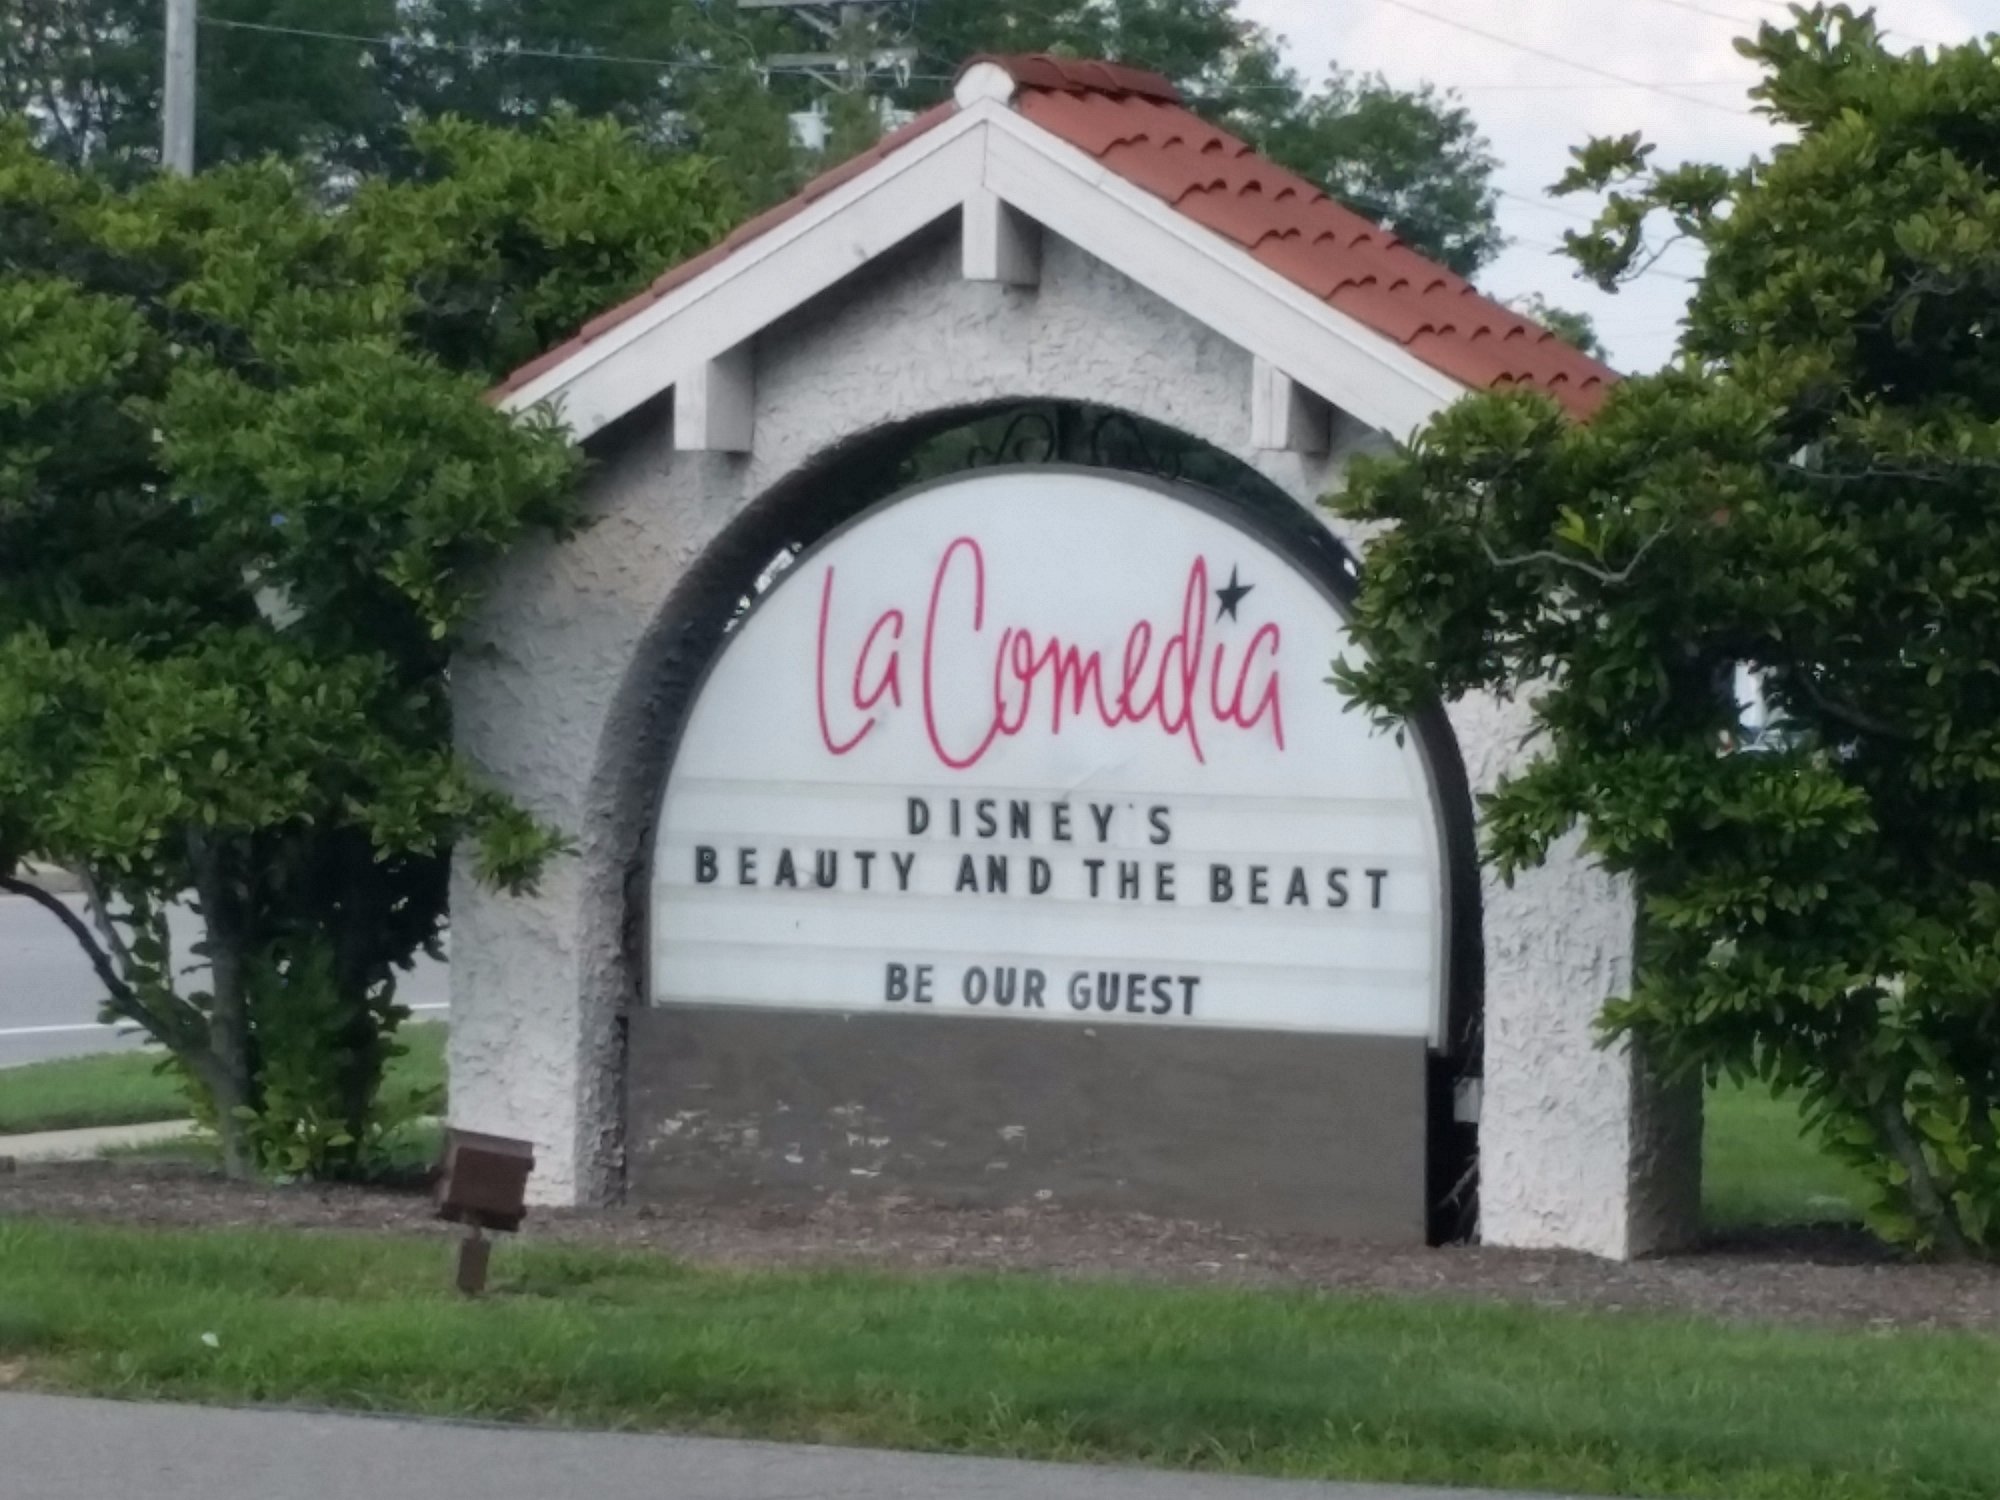 La Comedia
DISNEY'S
BEAUTY AND THE BEAST
BE OUR GUEST